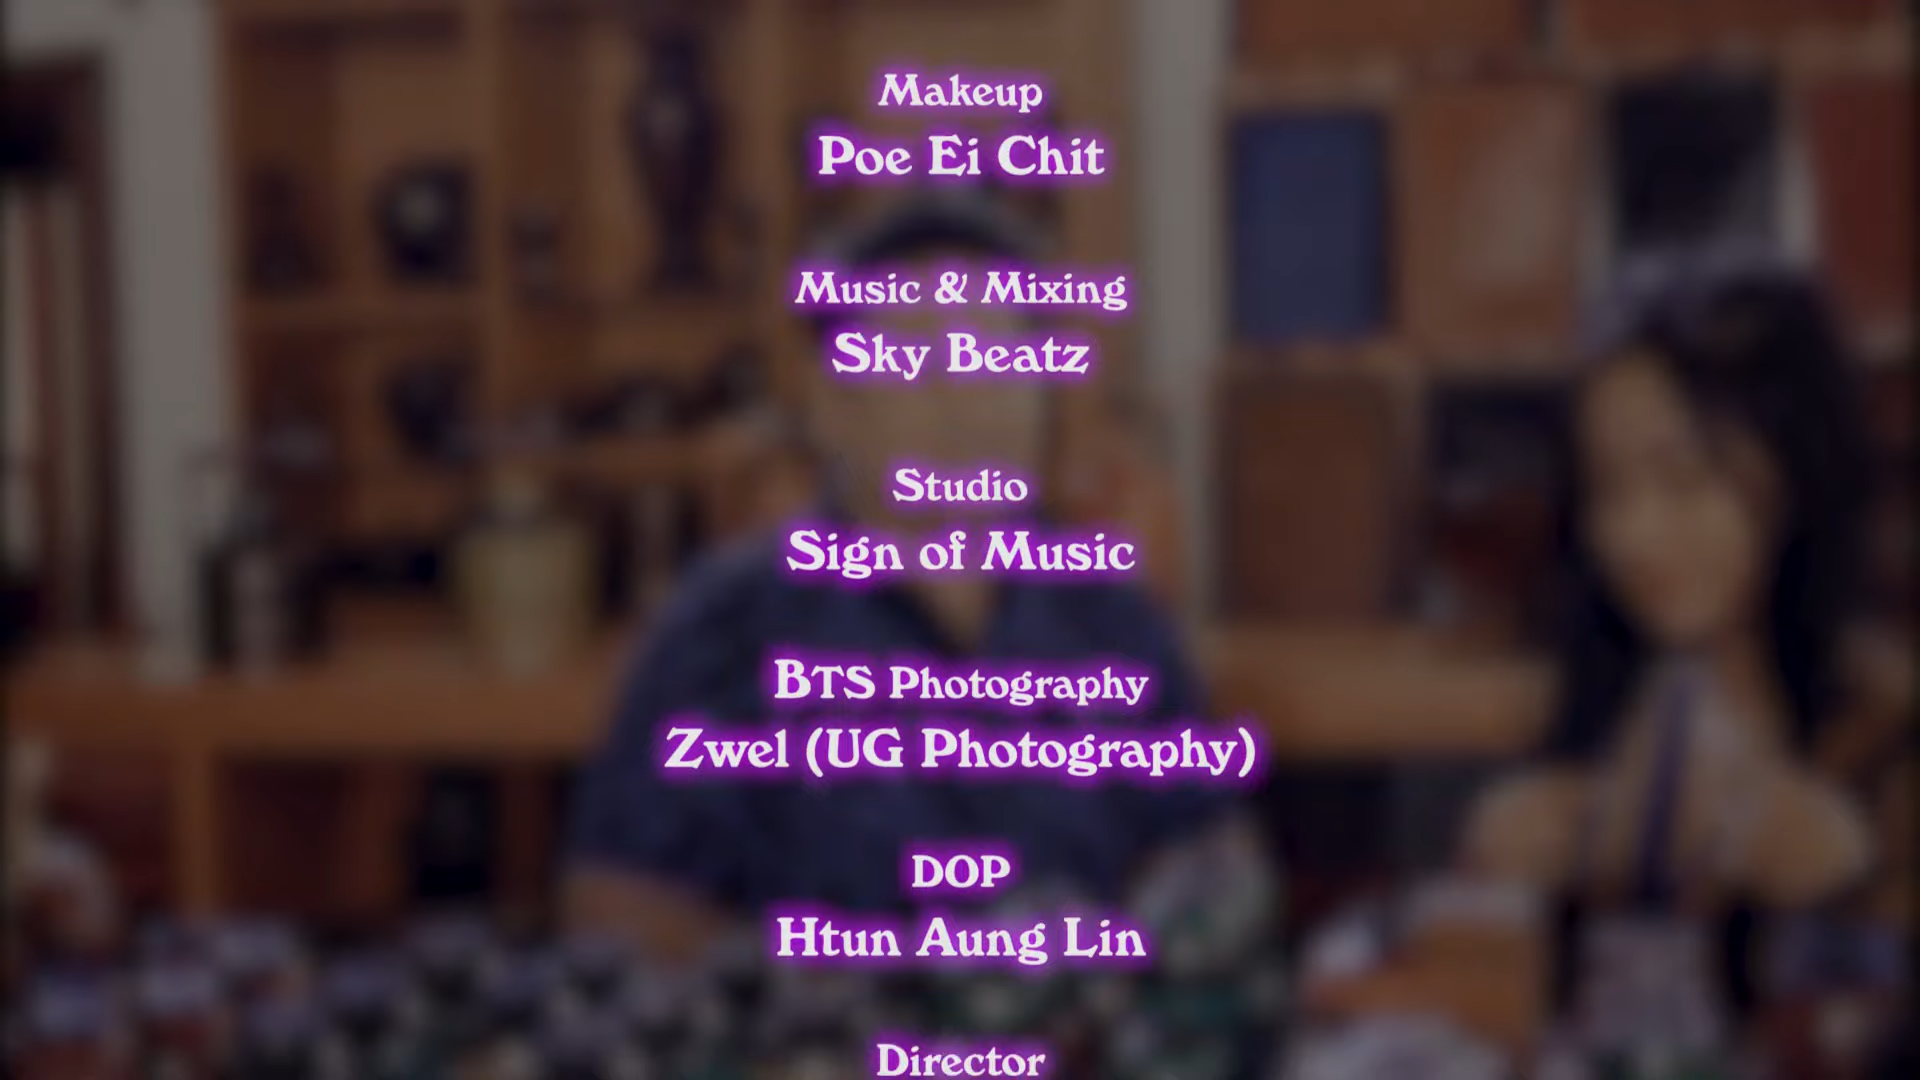 Makeup
Poe Ei Chit
Music & Mixing
Sky Beatz
Studio
Sign of Music
BTS Photography
Zwel (UG Photography)
DOP
Htun Aung Lin
Director